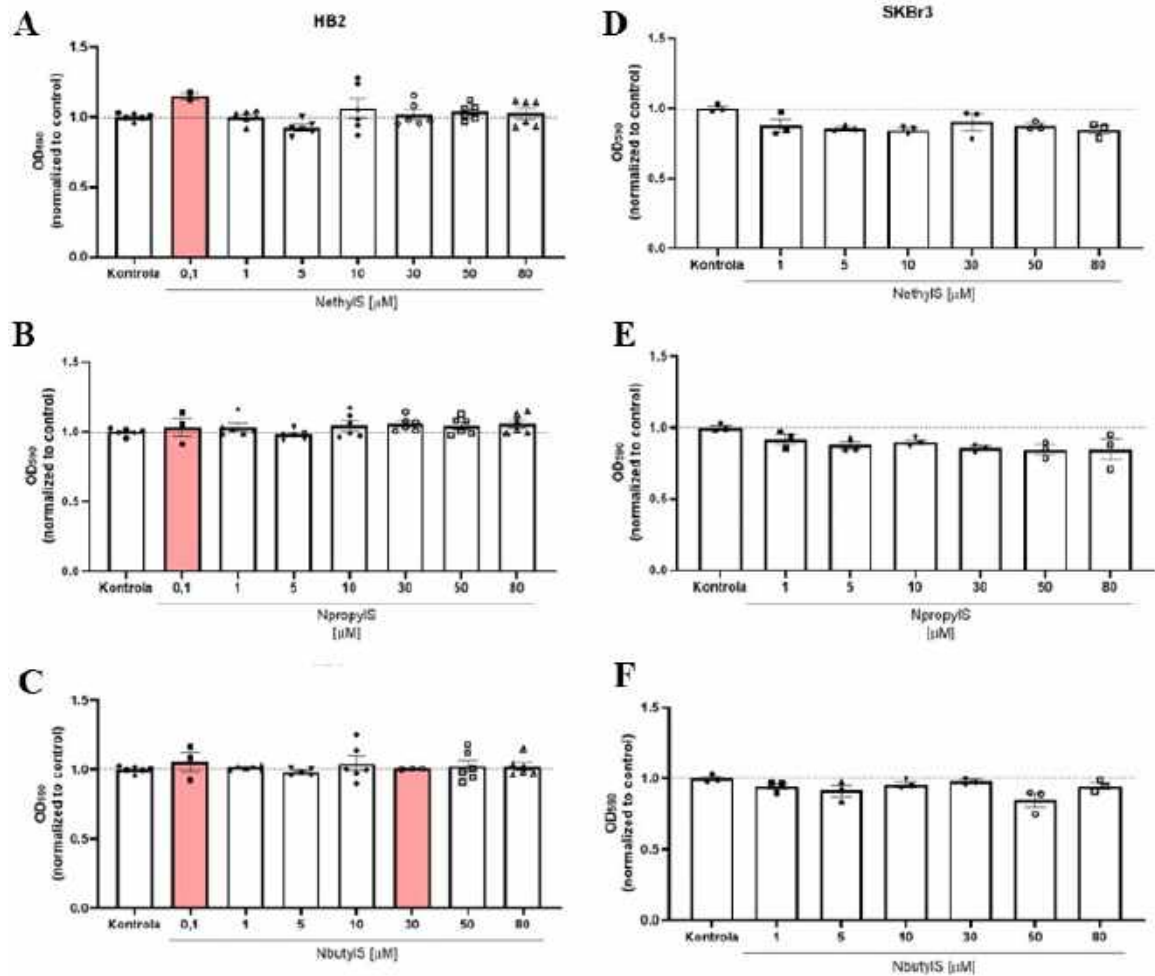 A
HB2
1.5
1.0
0.5
0.0
OD590
(normalized to control)
Kontrola 0,1 1 5 10 30 50 80
NethylS [µM]
B
1.5
1.0
0.5
0.0
OD590
(normalized to control)
Kontrola 0,1 1 5 10 30 50 80
NpropylS
[µM]
C
1.5
1.0
0.5
0.0
OD590
(normalized to control)
Kontrola 0,1 1 5 10 30 50 80
NbutylS [µM]
D
SKBr3
1.5
1.0
0.5
0.0
OD590
(normalized to control)
Kontrola 1 5 10 30 50 80
NethylS [µM]
E
1.5
1.0
0.5
0.0
OD590
(normalized to control)
Kontrola 1 5 10 30 50 80
NpropylS
[µM]
F
1.5
1.0
0.5
0.0
OD590
(normalized to control)
Kontrola 1 5 10 30 50 80
NbutylS [µM]